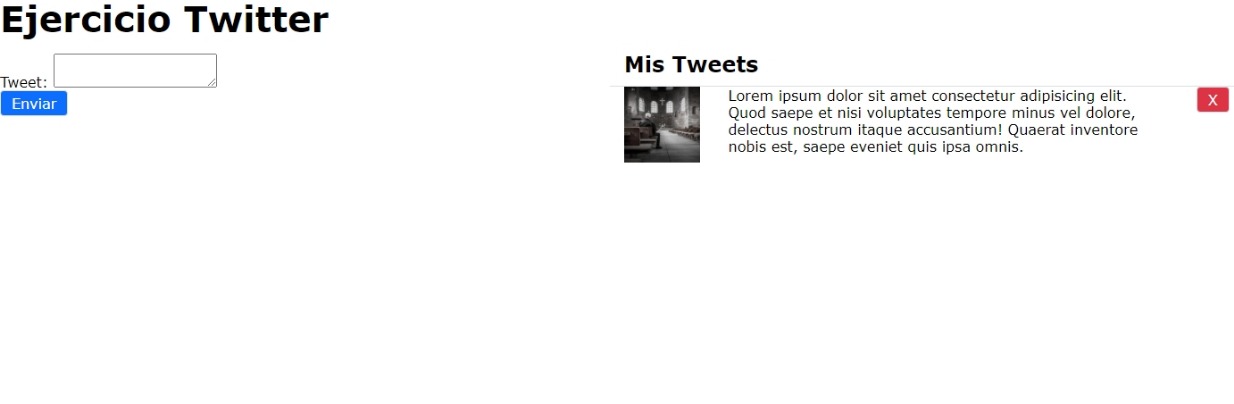 Ejercicio Twitter
Tweet:
Enviar
Mis Tweets
Lorem ipsum dolor sit amet consectetur adipisicing elit.
Quod saepe et nisi voluptates tempore minus vel dolore,
delectus nostrum itaque accusantium! Quaerat inventore
nobis est, saepe eveniet quis ipsa omnis.
X